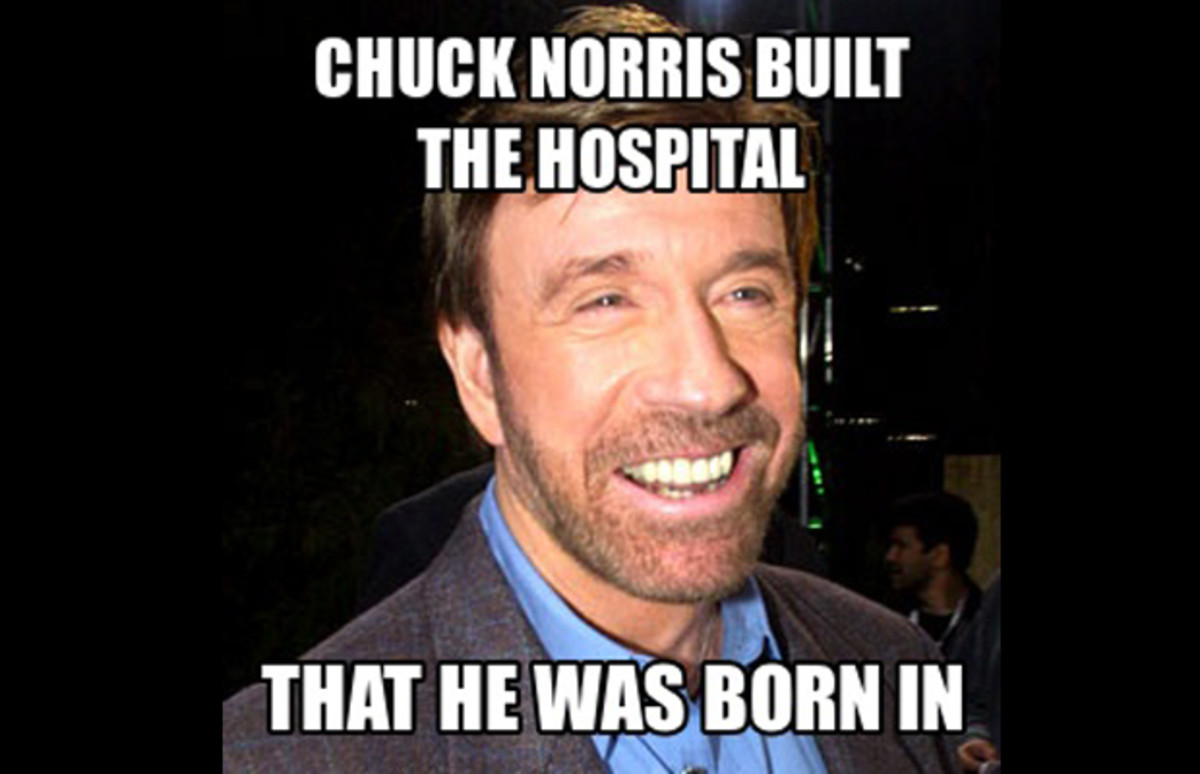 CHUCK NORRIS BUILT
THE HOSPITAL
THAT HE WAS BORN IN